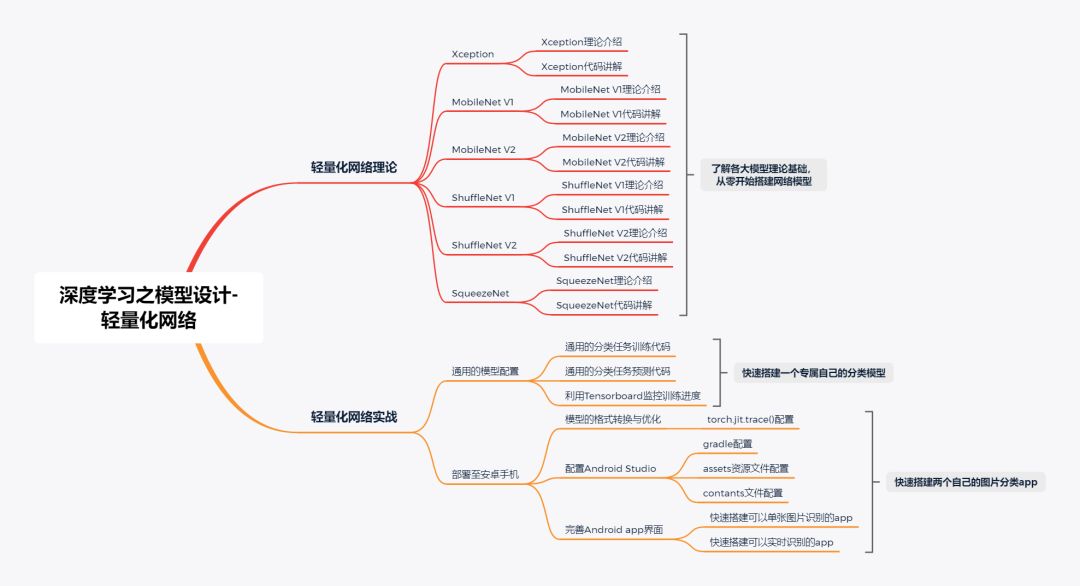 深度学习之模型设计-
轻量化网络
轻量化网络理论
Xception
Xception理论介绍
Xception代码讲解
MobileNet V1
MobileNet V1理论介绍
MobileNet V1代码讲解
MobileNet V2
MobileNet V2理论介绍
MobileNet V2代码讲解
ShuffleNet V1
ShuffleNet V1理论介绍
ShuffleNet V1代码讲解
ShuffleNet V2
ShuffleNet V2理论介绍
ShuffleNet V2代码讲解
SqueezeNet
SqueezeNet理论介绍
SqueezeNet代码讲解
了解各大模型理论基础，
从零开始搭建网络模型
轻量化网络实战
通用的模型配置
通用的分类任务训练代码
通用的分类任务预测代码
利用Tensorboard监控训练进度
快速搭建一个专属自己的分类模型
部署至安卓手机
模型的格式转换与优化
torch.jit.trace()配置
配置Android Studio
gradle配置
assets资源文件配置
contants文件配置
完善Android app界面
快速搭建可以单张图片识别的app
快速搭建可以实时识别的app
快速搭建两个自己的图片分类app